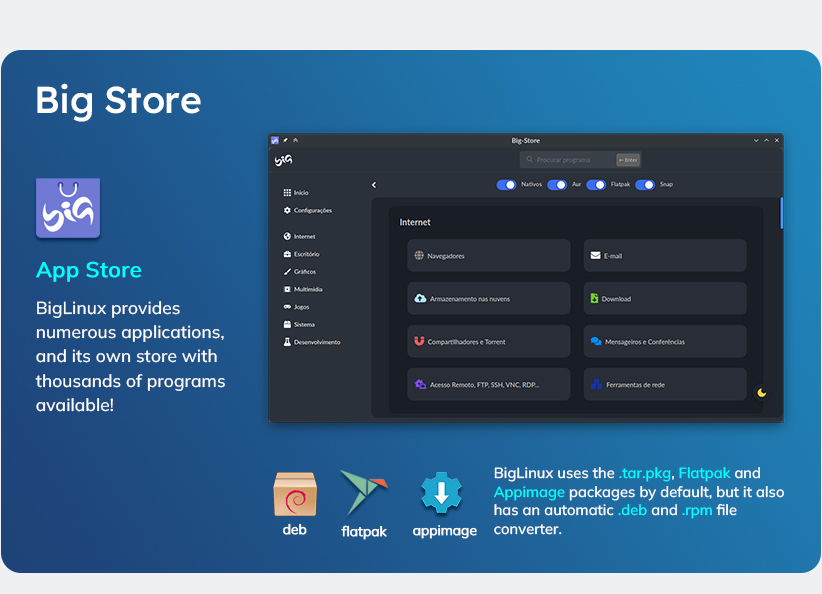 Big Store
App Store
BigLinux provides
numerous applications,
and its own store with
thousands of programs
available!
Big-Store
Procurar programa
Enter
Nativos
Aur
Flatpak
Snap
Início
Configurações
Internet
Escritório
Gráficos
Multimídia
Jogos
Sistema
Desenvolvimento
Internet
Navegadores
E-mail
Armazenamento nas nuvens
Download
Compartilhadores e Torrent
Mensageiros e Conferências
Acesso Remoto, FTP, SSH, VNC, RDP...
Ferramentas de rede
deb
flatpak
appimage
BigLinux uses the .tar.pkg, Flatpak and
Appimage packages by default, but it also
has an automatic .deb and .rpm file
converter.